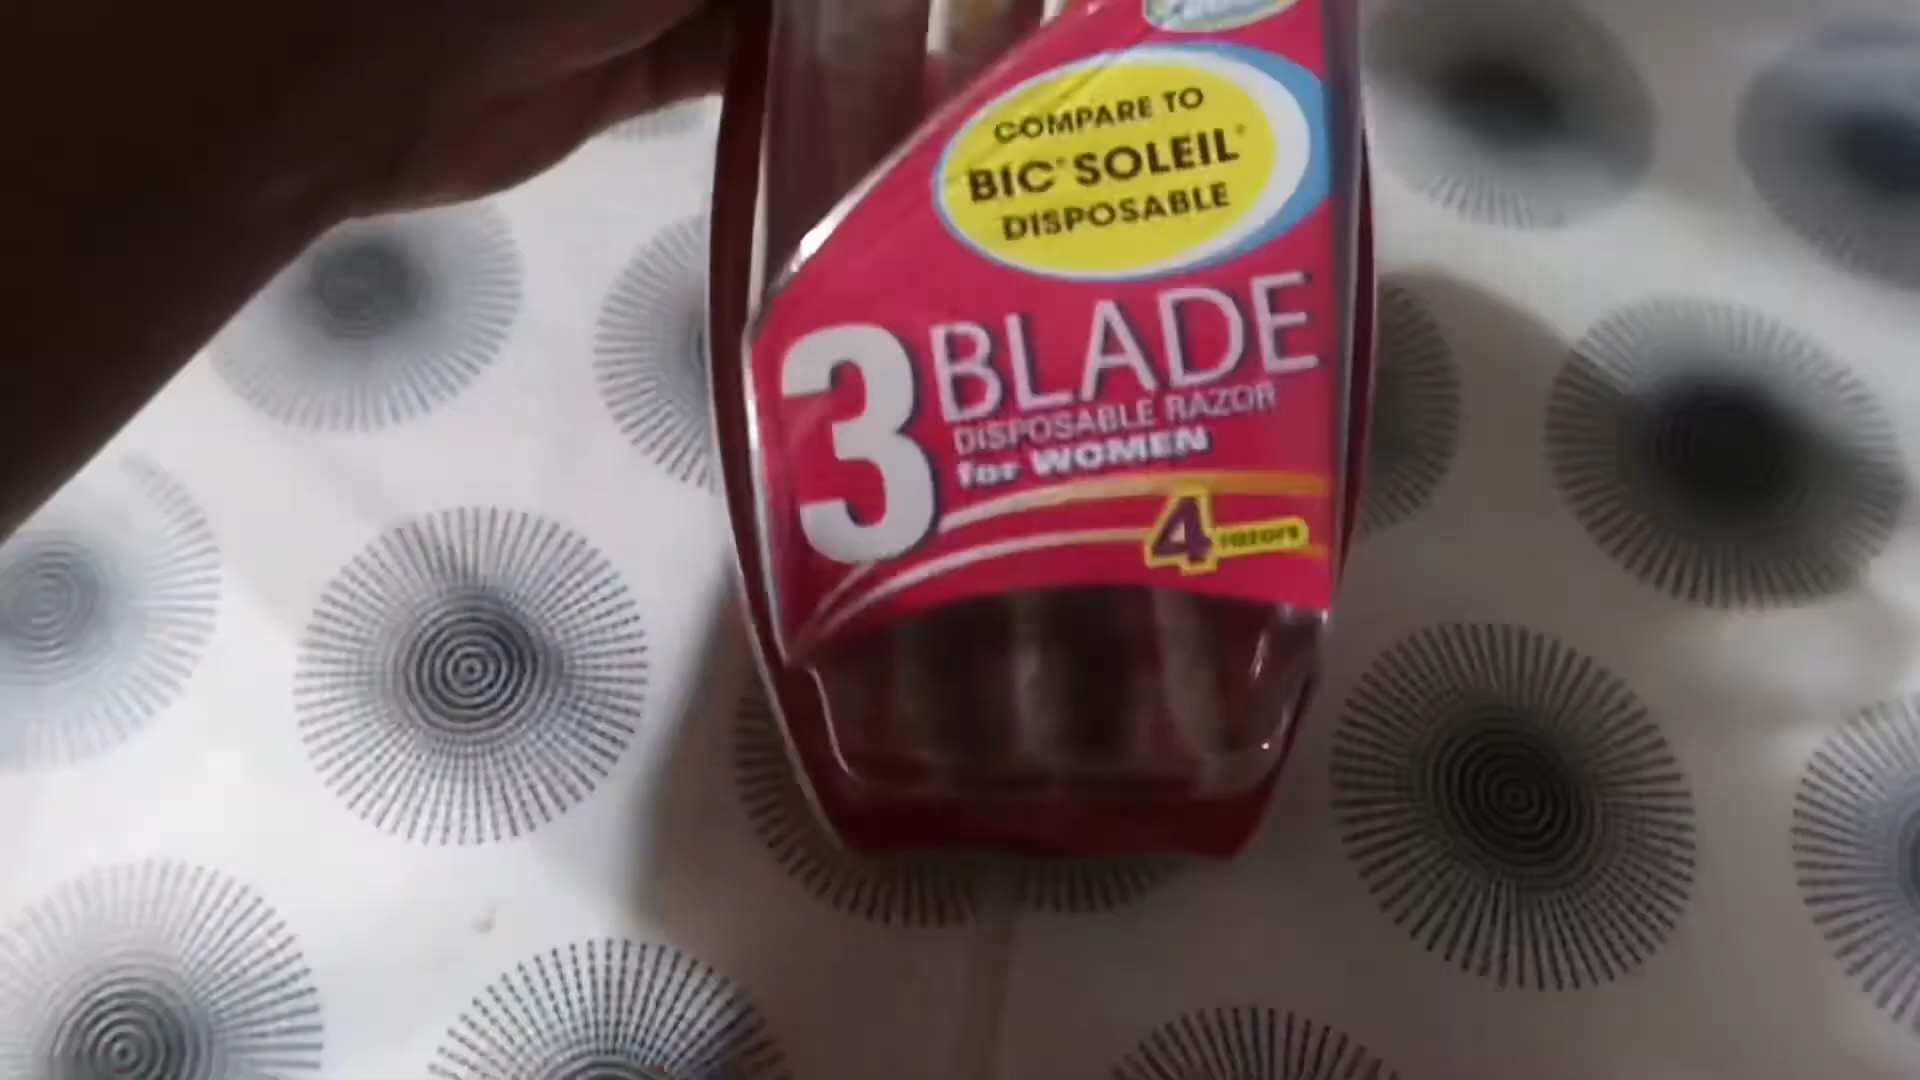 COMPARE TO
BIC® SOLEIL®
DISPOSABLE
3 BLADE
DISPOSABLE RAZOR
for WOMEN
4 razors